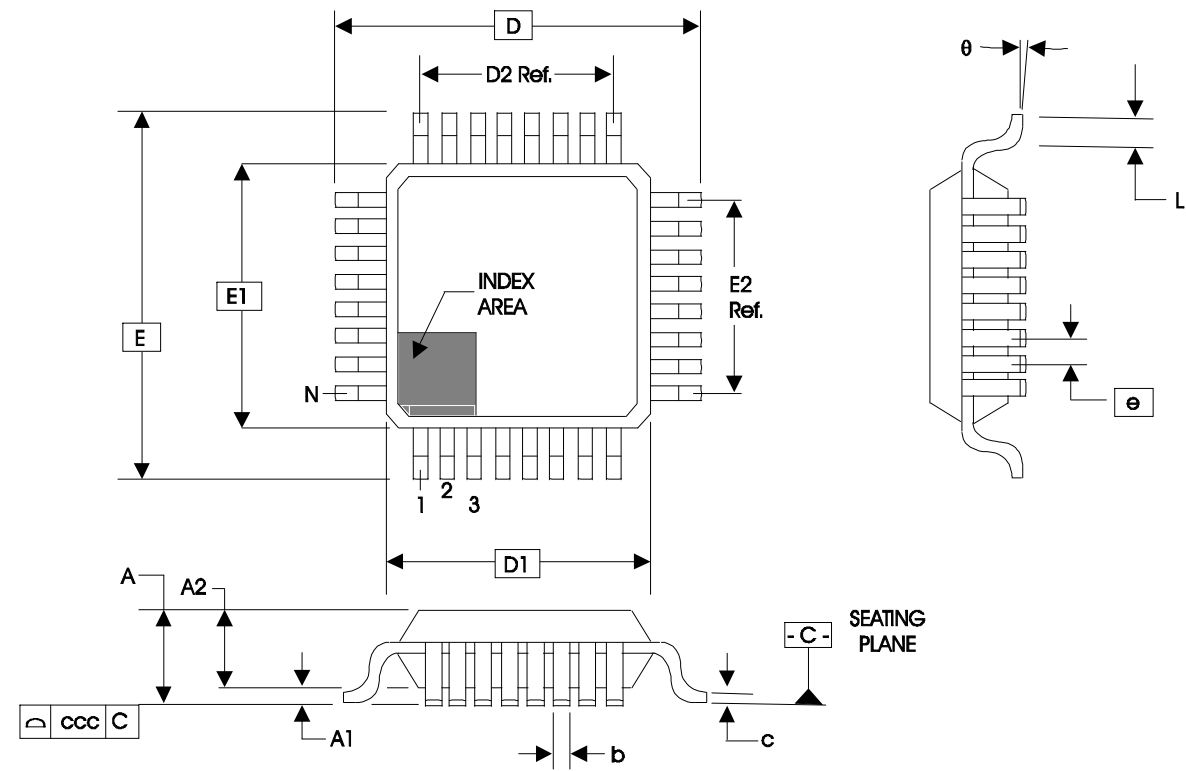 D
D2 Ref.
θ
L
E1
INDEX
AREA
E2
Ref.
E
N
e
1
2
3
D1
A
A2
- C -
SEATING
PLANE
ccc C
A1
b
c